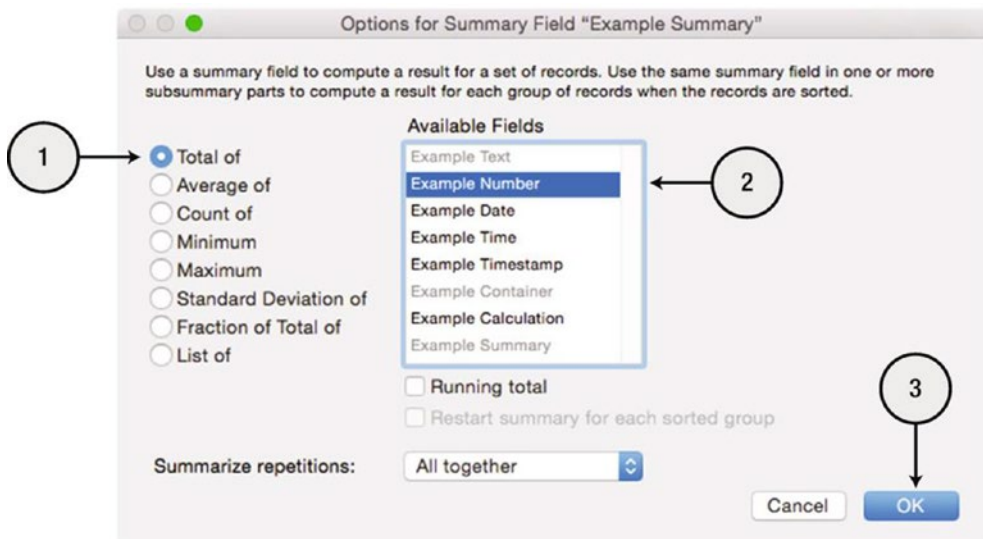 Options for Summary Field “Example Summary”
Use a summary field to compute a result for a set of records. Use the same summary field in one or more
subsummary parts to compute a result for each group of records when the records are sorted.
Available Fields
1
Total of
Average of
Count of
Minimum
Maximum
Standard Deviation of
Fraction of Total of
List of
Example Text
Example Number
Example Date
Example Time
Example Timestamp
Example Container
Example Calculation
Example Summary
2
Running total
Restart summary for each sorted group
3
Summarize repetitions:
All together
Cancel
OK